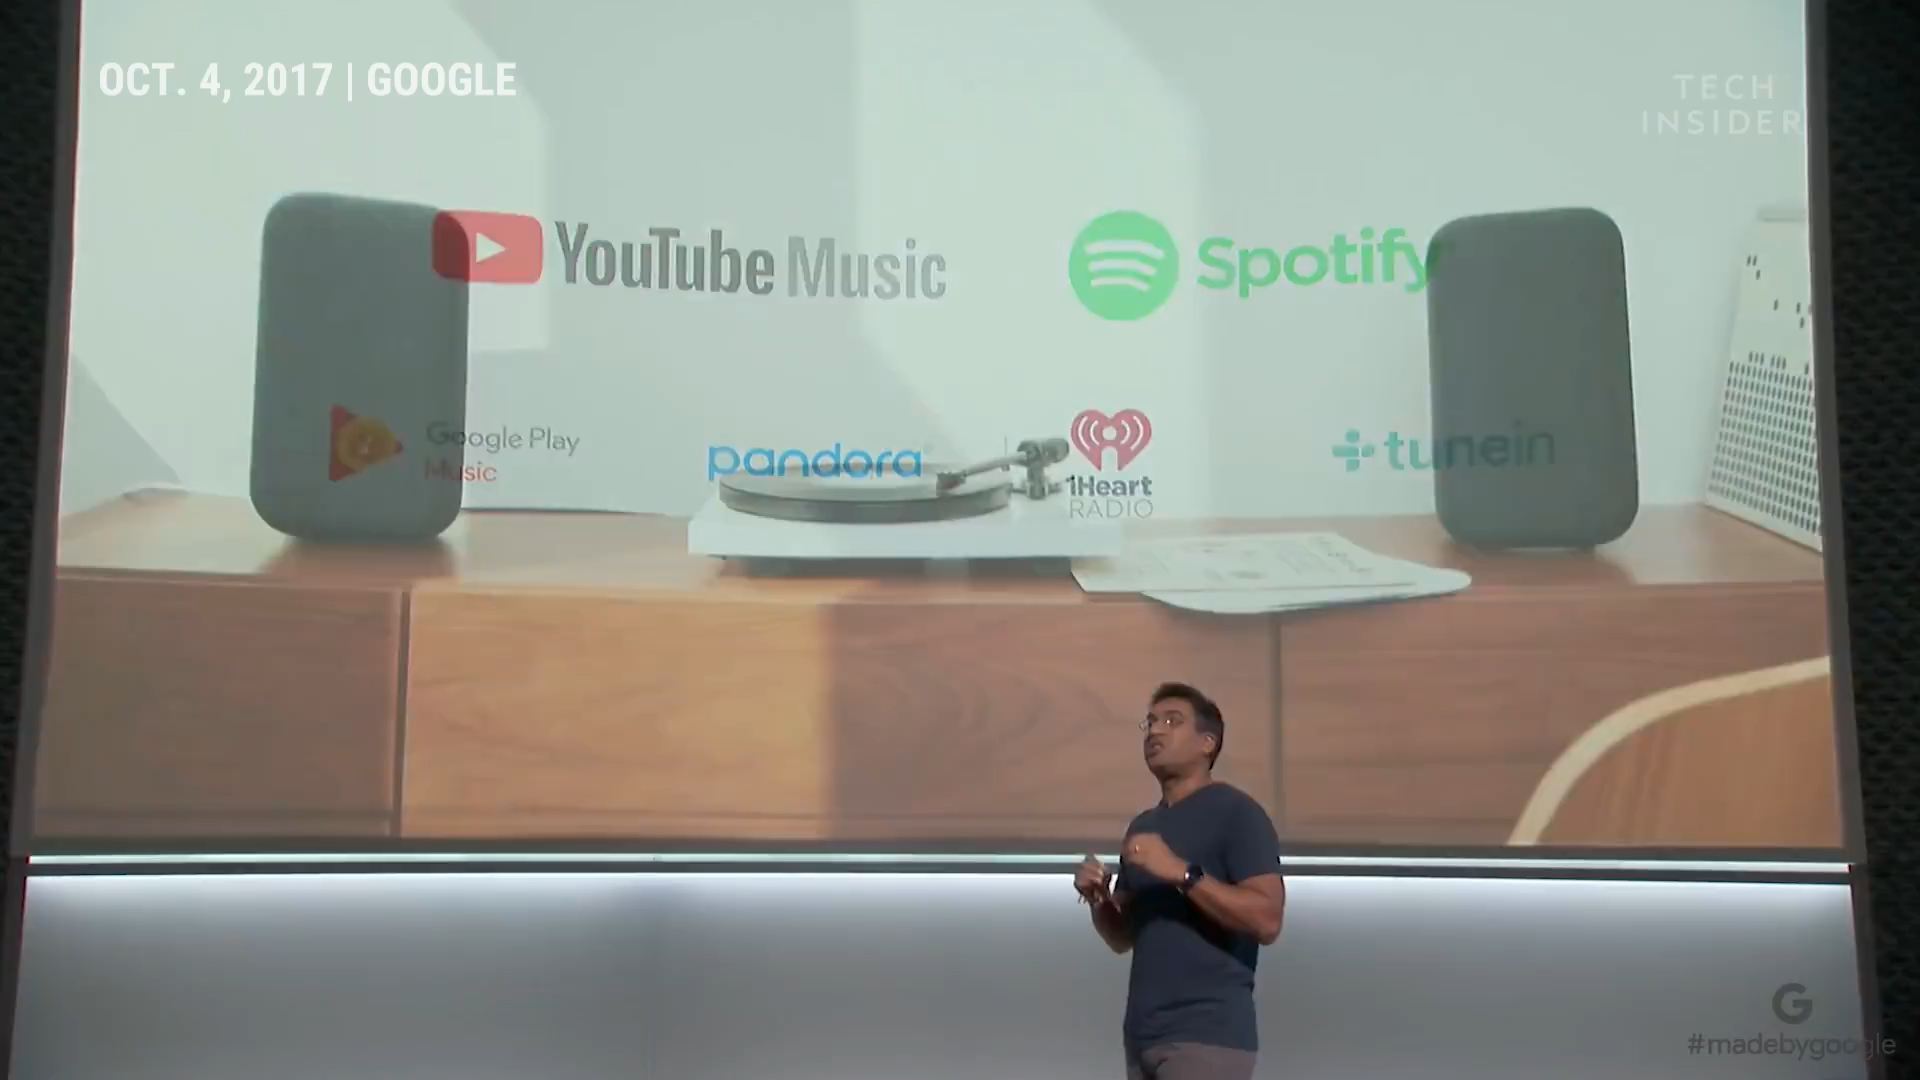 OCT. 4, 2017 | GOOGLE
TECH
INSIDER
YouTube Music
Spotify
Google Play
Music
pandora
iHeart
RADIO
tunein
G
#madebygoogle